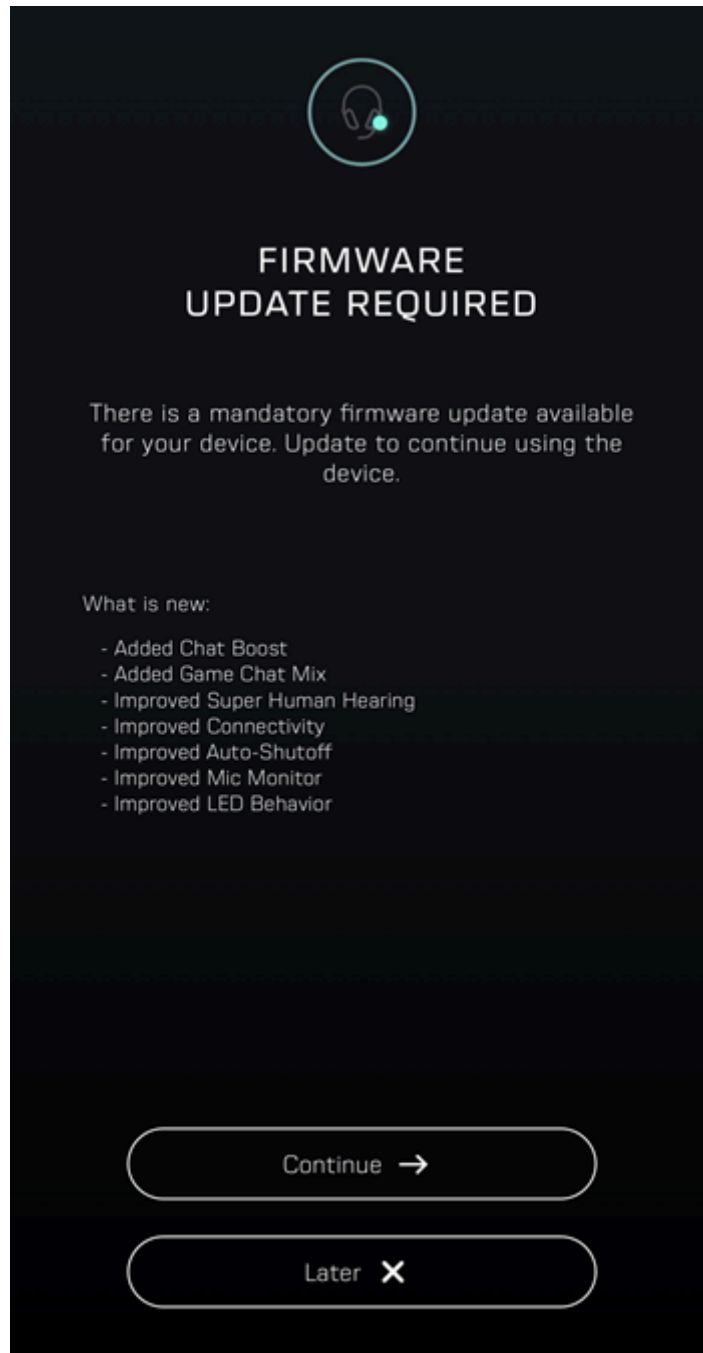 FIRMWARE
UPDATE REQUIRED
There is a mandatory firmware update available
for your device. Update to continue using the
device.
What is new:
- Added Chat Boost
- Added Game Chat Mix
- Improved Super Human Hearing
- Improved Connectivity
- Improved Auto-Shutoff
- Improved Mic Monitor
- Improved LED Behavior
Continue →
Later ✕